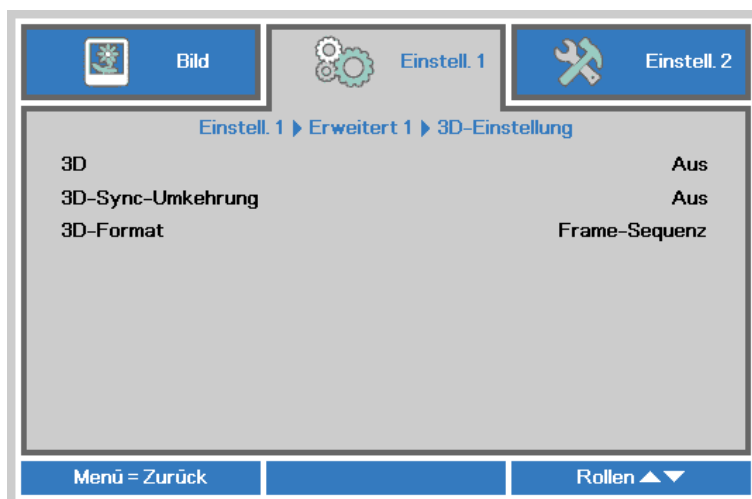 Bild
Einstell. 1
Einstell. 2
Einstell. 1 ▶ Erweitert 1 ▶ 3D-Einstellung
3D Aus
3D-Sync-Umkehrung Aus
3D-Format Frame-Sequenz
Menü = Zurück
Rollen ▲▼